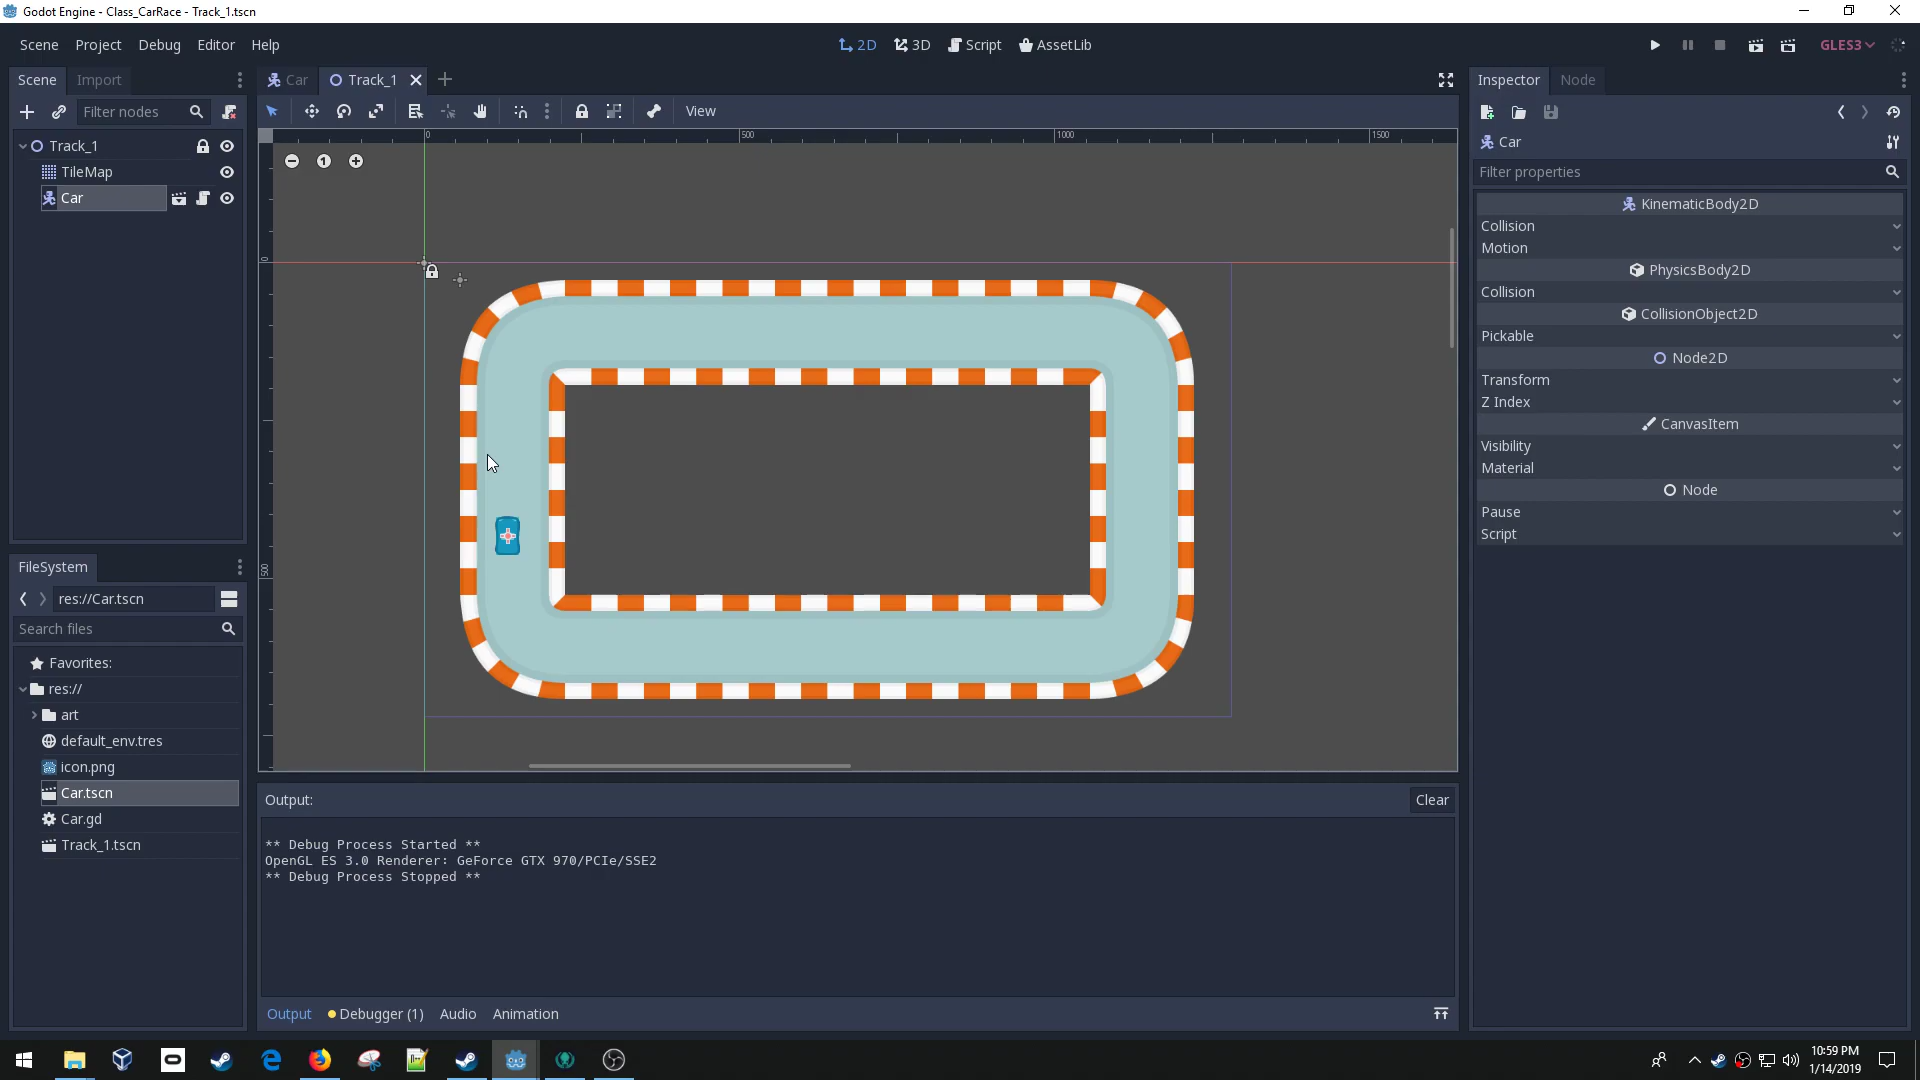 Godot Engine - Class_CarRace - Track_1.tscn
Scene Project Debug Editor Help
2D 3D Script AssetLib
GLES3
Scene Import
Car Track_1
Inspector Node
Filter nodes
View
Track_1
TileMap
Car
0 500 1000 1500
0
500
1
Car
Filter properties
KinematicBody2D
Collision
Motion
PhysicsBody2D
Collision
CollisionObject2D
Pickable
Node2D
Transform
Z Index
CanvasItem
Visibility
Material
Node
Pause
Script
FileSystem
res://Car.tscn
Search files
Favorites:
res://
art
default_env.tres
icon.png
Car.tscn
Car.gd
Track_1.tscn
Output:
Clear
** Debug Process Started **
OpenGL ES 3.0 Renderer: GeForce GTX 970/PCIe/SSE2
** Debug Process Stopped **
Output Debugger (1) Audio Animation
10:59 PM
1/14/2019